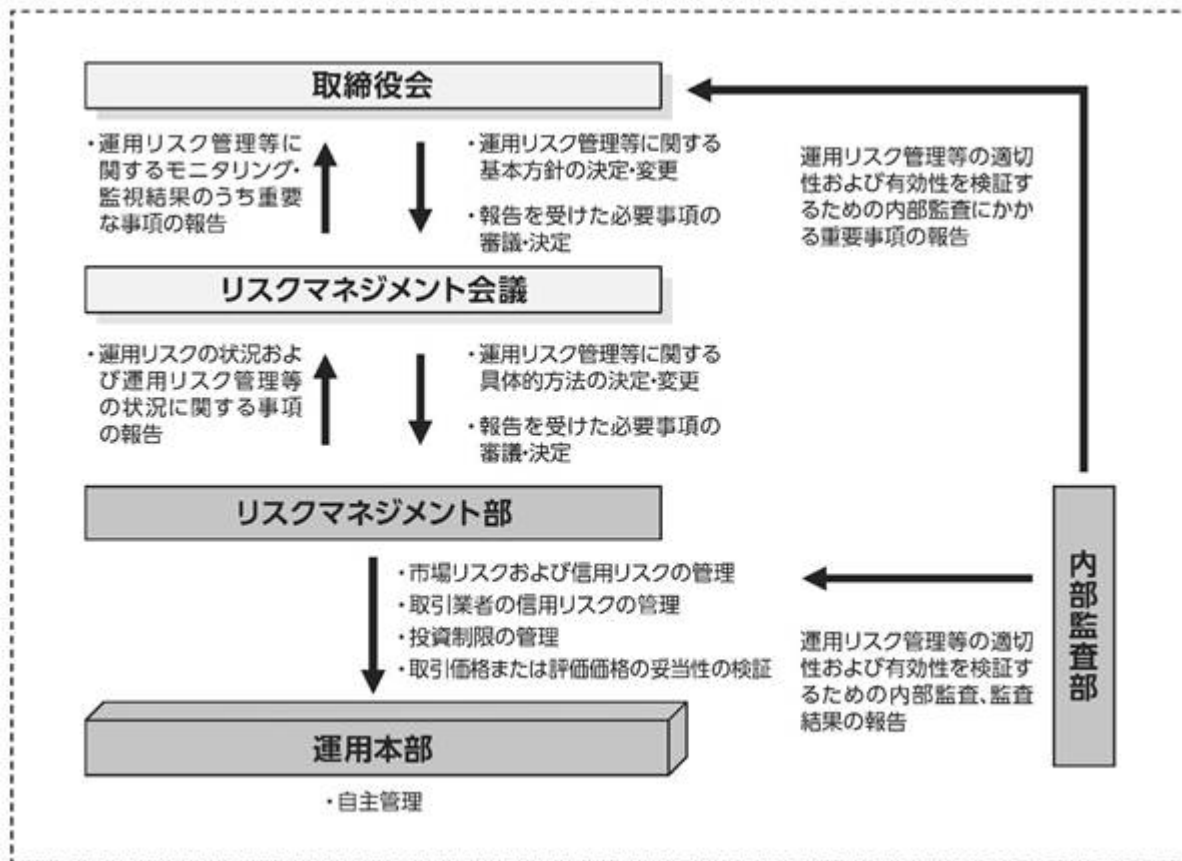 取締役会
・運用リスク管理等に
関するモニタリング・
監視結果のうち重要
な事項の報告
・運用リスク管理等に関する
基本方針の決定・変更
・報告を受けた必要事項の
審議・決定
運用リスク管理等の適切
性および有効性を検証す
るための内部監査にかか
る重要事項の報告
リスクマネジメント会議
・運用リスクの状況およ
び運用リスク管理等
の状況に関する事項
の報告
・運用リスク管理等に関する
具体的方法の決定・変更
・報告を受けた必要事項の
審議・決定
リスクマネジメント部
・市場リスクおよび信用リスクの管理
・取引業者の信用リスクの管理
・投資制限の管理
・取引価格または評価価格の妥当性の検証
運用リスク管理等の適切
性および有効性を検証す
るための内部監査、監査
結果の報告
内部監査部
運用本部
・自主管理